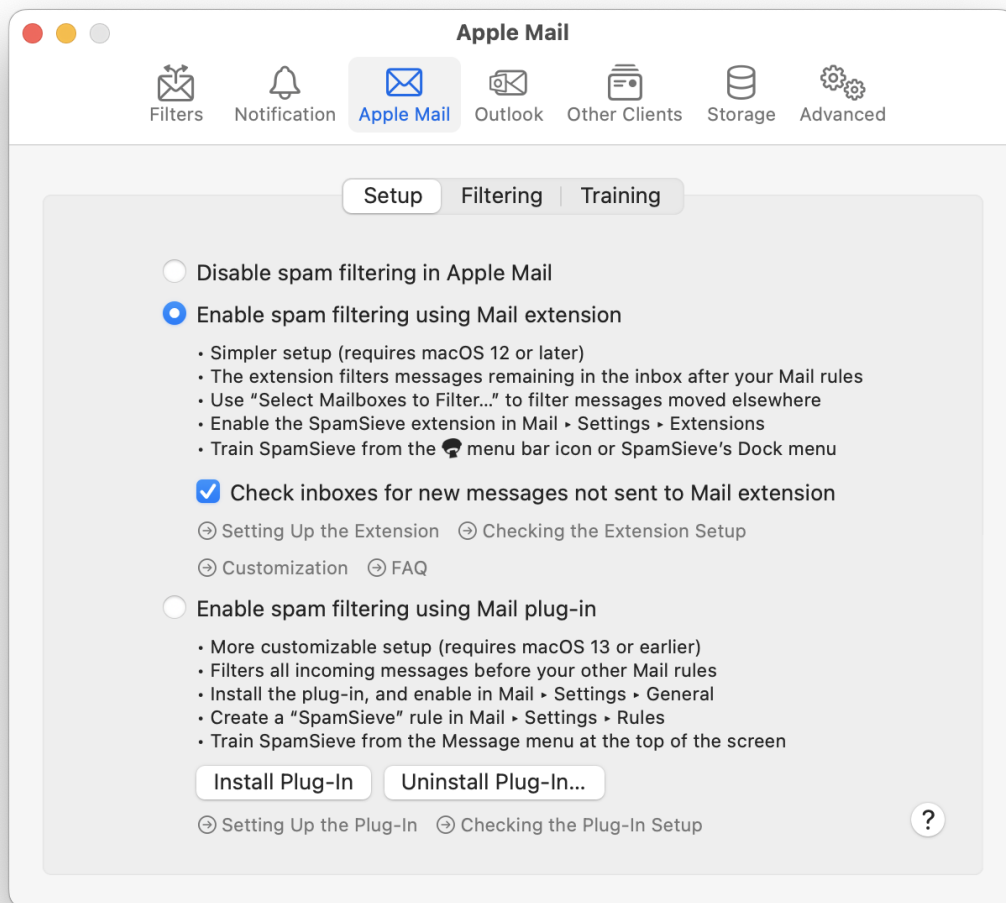 Apple Mail
Filters Notification Apple Mail Outlook Other Clients Storage Advanced
Setup Filtering Training
Disable spam filtering in Apple Mail
Enable spam filtering using Mail extension
• Simpler setup (requires macOS 12 or later)
• The extension filters messages remaining in the inbox after your Mail rules
• Use “Select Mailboxes to Filter...” to filter messages moved elsewhere
• Enable the SpamSieve extension in Mail ▸ Settings ▸ Extensions
• Train SpamSieve from the menu bar icon or SpamSieve’s Dock menu
Check inboxes for new messages not sent to Mail extension
Setting Up the Extension Checking the Extension Setup
Customization FAQ
Enable spam filtering using Mail plug-in
• More customizable setup (requires macOS 13 or earlier)
• Filters all incoming messages before your other Mail rules
• Install the plug-in, and enable in Mail ▸ Settings ▸ General
• Create a “SpamSieve” rule in Mail ▸ Settings ▸ Rules
• Train SpamSieve from the Message menu at the top of the screen
Install Plug-In Uninstall Plug-In...
Setting Up the Plug-In Checking the Plug-In Setup ?